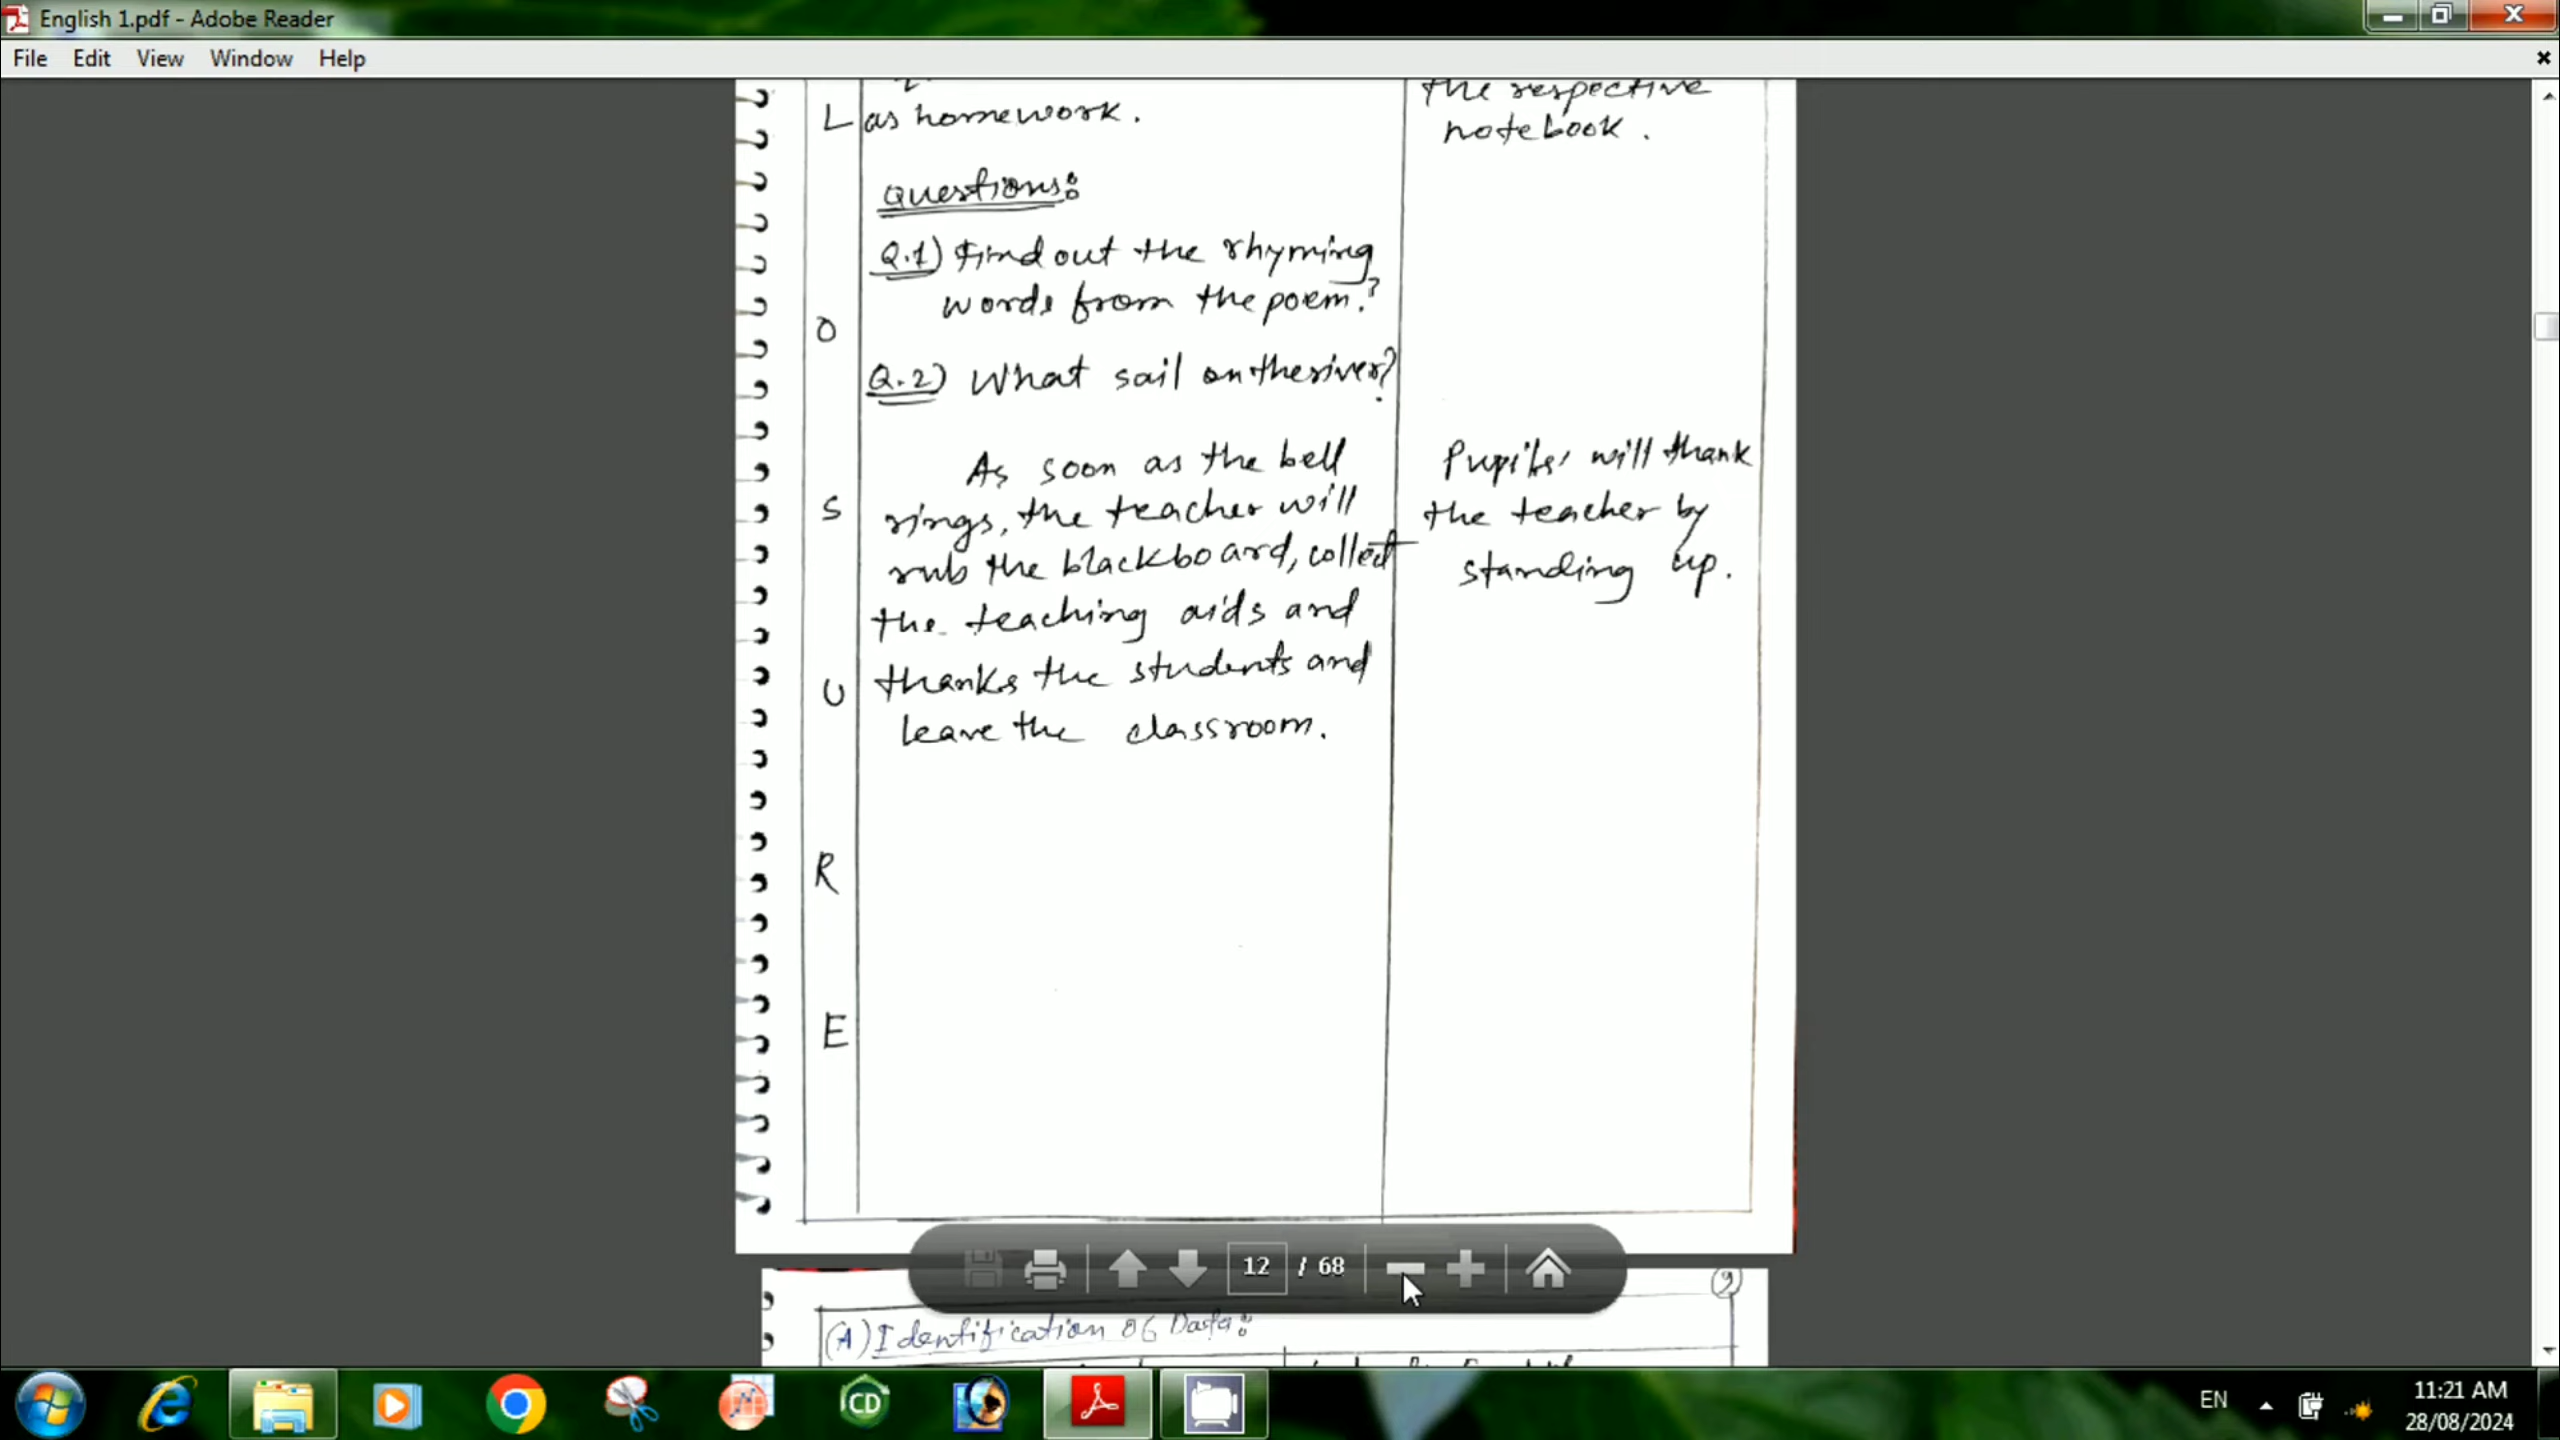 English 1.pdf - Adobe Reader
File Edit View Window Help
L as homework.
the respective
notebook.
Questions:
Q.1) Find out the rhyming
words from the poem?
O
Q.2) What sail on the river?
As soon as the bell
S rings, the teacher will
rub the blackboard, collect
the teaching aids and
U thanks the students and
leave the classroom.
Pupils' will thank
the teacher by
standing up.
R
E
12 / 68
9
(A) Identification of Data:
CD
EN
11:21 AM
28/08/2024